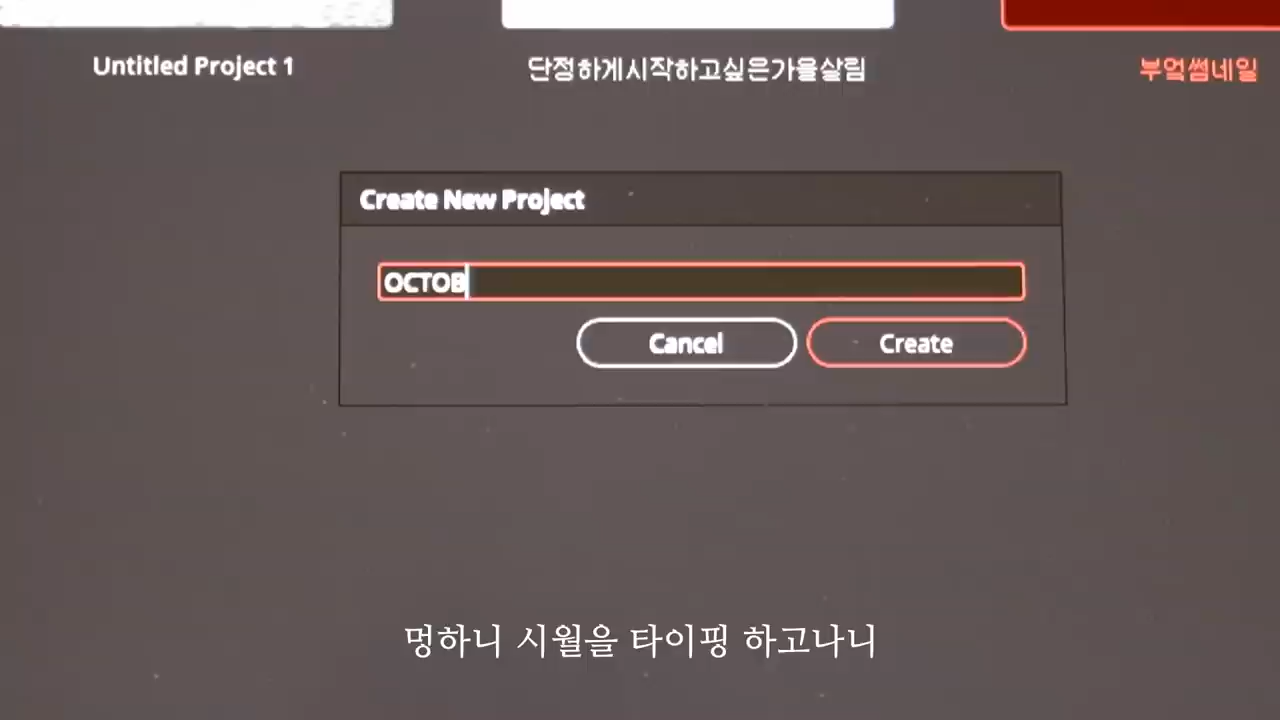 Untitled Project 1
단정하게시작하고싶은가을살림
부엌썸네일
Create New Project
OCTOB
Cancel
Create
멍하니 시월을 타이핑 하고나니